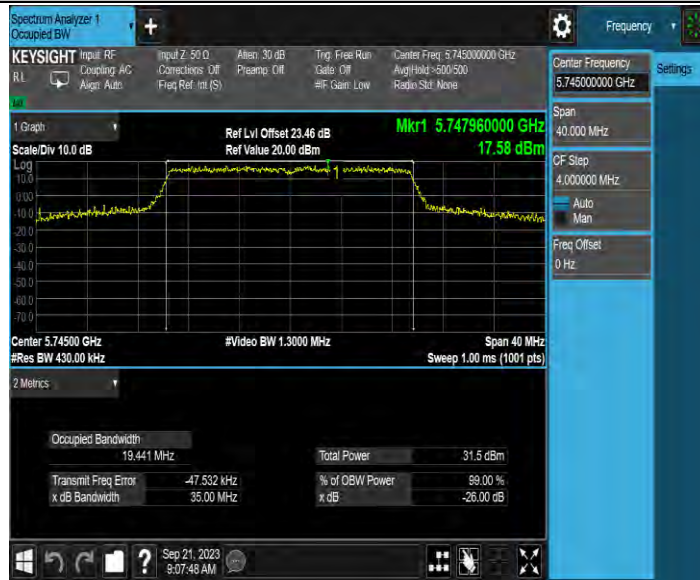 Spectrum Analyzer 1
Occupied BW
+
Frequency
KEYSIGHT Input: RF Input Z: 50 Ω Atten: 30 dB Trig: Free Run Center Freq: 5.745000000 GHz
RL Coupling: AC Corrections: Off Preamp: Off Gate: Off Avg|Hold:>500/500
Align: Auto Freq Ref: Int (S) #IF Gain: Low Radio Std: None
Center Frequency
5.745000000 GHz
Settings
Span
40.000 MHz
CF Step
4.000000 MHz
Auto
Man
Freq Offset
0 Hz
1 Graph
Scale/Div 10.0 dB
Ref Lvl Offset 23.46 dB
Ref Value 20.00 dBm
Mkr1 5.747960000 GHz
17.58 dBm
Log
10.0
0.00
-10.0
-20.0
-30.0
-40.0
-50.0
-60.0
-70.0
1
Center 5.74500 GHz #Video BW 1.3000 MHz Span 40 MHz
#Res BW 430.00 kHz Sweep 1.00 ms (1001 pts)
2 Metrics
Occupied Bandwidth
19.441 MHz Total Power 31.5 dBm
Transmit Freq Error -47.532 kHz % of OBW Power 99.00 %
x dB Bandwidth 35.00 MHz x dB -26.00 dB
?
Sep 21, 2023
9:07:48 AM